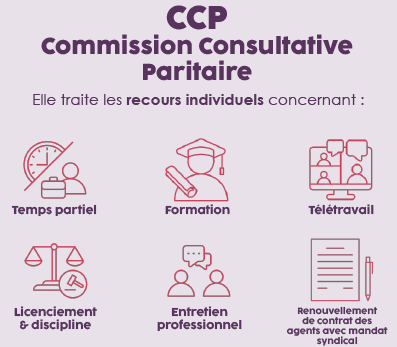 CCP
Commission Consultative
Paritaire
Elle traite les recours individuels concernant :
Temps partiel
Formation
Télétravail
Licenciement
& discipline
Entretien
professionnel
Renouvellement
de contrat des
agents avec mandat
syndical